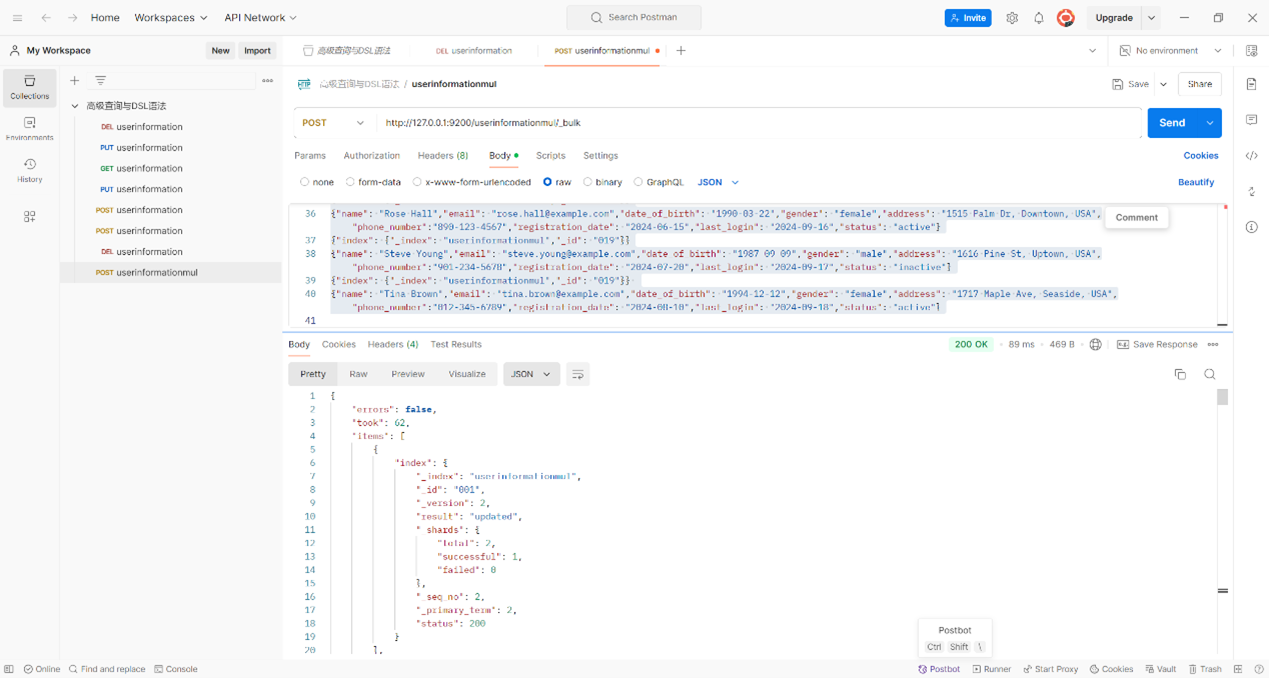 Home Workspaces API Network Search Postman Invite Upgrade
My Workspace New Import 高级查询与DSL语法 DEL userinformation POST userinformationmul No environment
Collections
Environments
History
高级查询与DSL语法
DEL userinformation
PUT userinformation
GET userinformation
PUT userinformation
POST userinformation
POST userinformation
DEL userinformation
POST userinformationmul
HTTP 高级查询与DSL语法 / userinformationmul Save Share
POST http://127.0.0.1:9200/userinformationmul/_bulk Send
Params Authorization Headers (8) Body Scripts Settings Cookies
none form-data x-www-form-urlencoded raw binary GraphQL JSON Beautify
36 {"name": "Rose Hall","email": "rose.hall@example.com","date_of_birth": "1990-03-22","gender": "female","address": "1515 Palm Dr, Downtown, USA",
"phone_number":"890-123-4567","registration_date": "2024-06-15","last_login": "2024-09-16","status": "active"}
Comment
37 {"index": {"_index": "userinformationmul","_id": "019"}}
38 {"name": "Steve Young","email": "steve.young@example.com","date_of_birth": "1987-09-09","gender": "male","address": "1616 Pine St, Uptown, USA",
"phone_number":"901-234-5678","registration_date": "2024-07-20","last_login": "2024-09-17","status": "inactive"}
39 {"index": {"_index": "userinformationmul","_id": "019"}}
40 {"name": "Tina Brown","email": "tina.brown@example.com","date_of_birth": "1994-12-12","gender": "female","address": "1717 Maple Ave, Seaside, USA",
"phone_number":"012-345-6789","registration_date": "2024-08-10","last_login": "2024-09-18","status": "active"}
41
Body Cookies Headers (4) Test Results 200 OK 89 ms 469 B Save Response
Pretty Raw Preview Visualize JSON
1 {
2 "errors": false,
3 "took": 62,
4 "items": [
5 {
6 "index": {
7 "_index": "userinformationmul",
8 "_id": "001",
9 "_version": 2,
10 "result": "updated",
11 "_shards": {
12 "total": 2,
13 "successful": 1,
14 "failed": 0
15 },
16 "_seq_no": 2,
17 "_primary_term": 2,
18 "status": 200
19 }
20 },
Postbot
Ctrl Shift \
Online Find and replace Console Postbot Runner Start Proxy Cookies Vault Trash